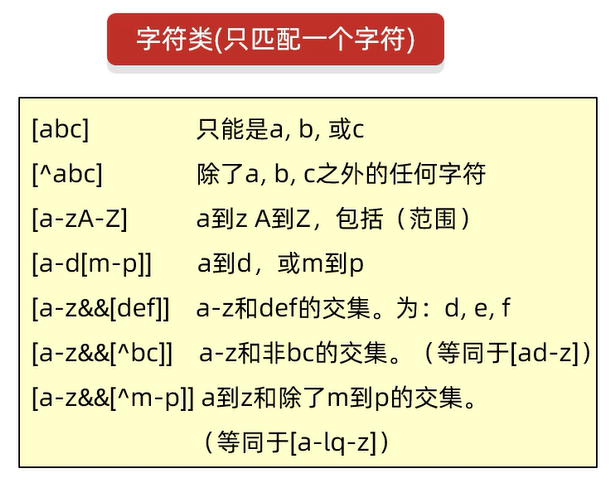 字符类(只匹配一个字符)
[abc] 只能是a, b, 或c
[^abc] 除了a, b, c之外的任何字符
[a-zA-Z] a到z A到Z，包括（范围）
[a-d[m-p]] a到d，或m到p
[a-z&&[def]] a-z和def的交集。为：d, e, f
[a-z&&[^bc]] a-z和非bc的交集。（等同于[ad-z]）
[a-z&&[^m-p]] a到z和除了m到p的交集。
（等同于[a-lq-z]）